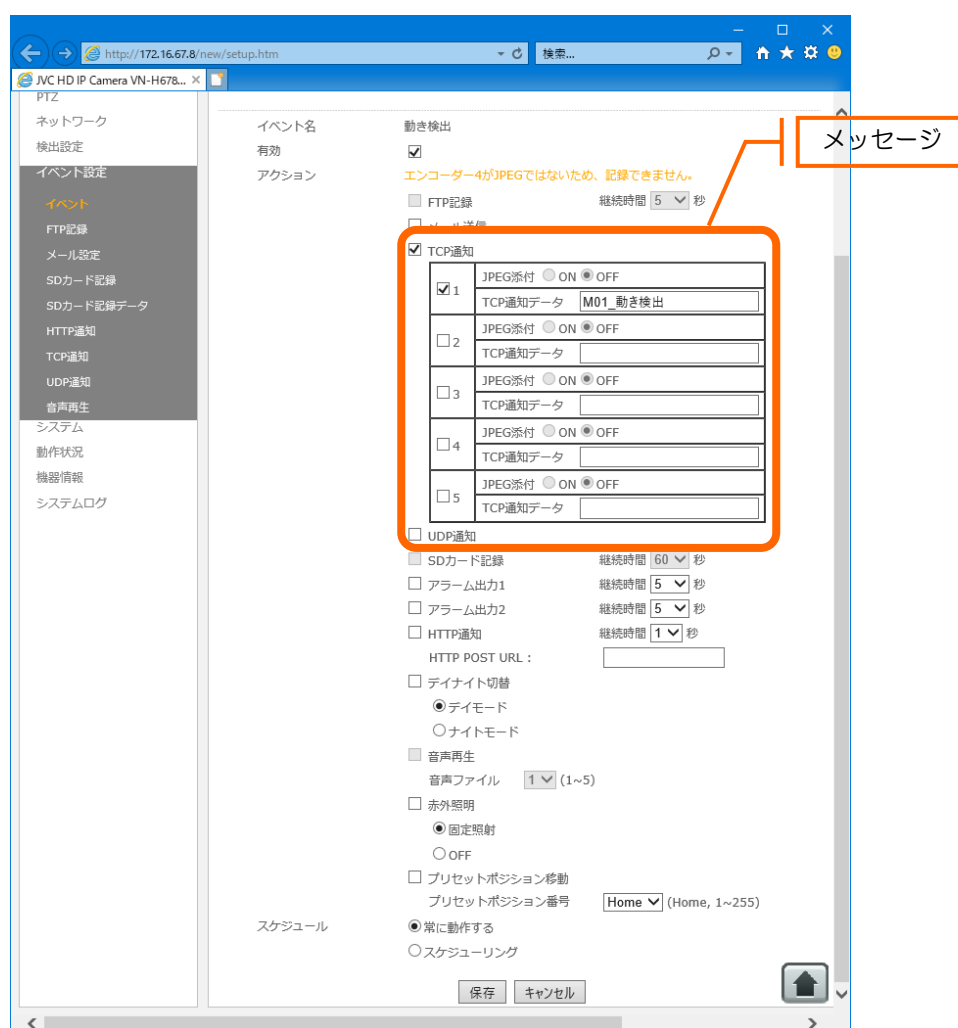 http://172.16.67.8/new/setup.htm
検索...
JVC HD IP Camera VN-H678...
PTZ
ネットワーク
検出設定
イベント設定
イベント
FTP記録
メール設定
SDカード記録
SDカード記録データ
HTTP通知
TCP通知
UDP通知
音声再生
システム
動作状況
機器情報
システムログ
メッセージ
イベント名 動き検出
有効
アクション エンコーダー4がJPEGではないため、記録できません。
FTP記録 継続時間 5 秒
メール送信
TCP通知
1 JPEG添付 ON OFF
TCP通知データ M01_動き検出
2 JPEG添付 ON OFF
TCP通知データ
3 JPEG添付 ON OFF
TCP通知データ
4 JPEG添付 ON OFF
TCP通知データ
5 JPEG添付 ON OFF
TCP通知データ
UDP通知
SDカード記録 継続時間 60 秒
アラーム出力1 継続時間 5 秒
アラーム出力2 継続時間 5 秒
HTTP通知 継続時間 1 秒
HTTP POST URL :
デイナイト切替
デイモード
ナイトモード
音声再生
音声ファイル 1 (1~5)
赤外照明
固定照射
OFF
プリセットポジション移動
プリセットポジション番号 Home (Home, 1~255)
スケジュール 常に動作する
スケジューリング
保存 キャンセル